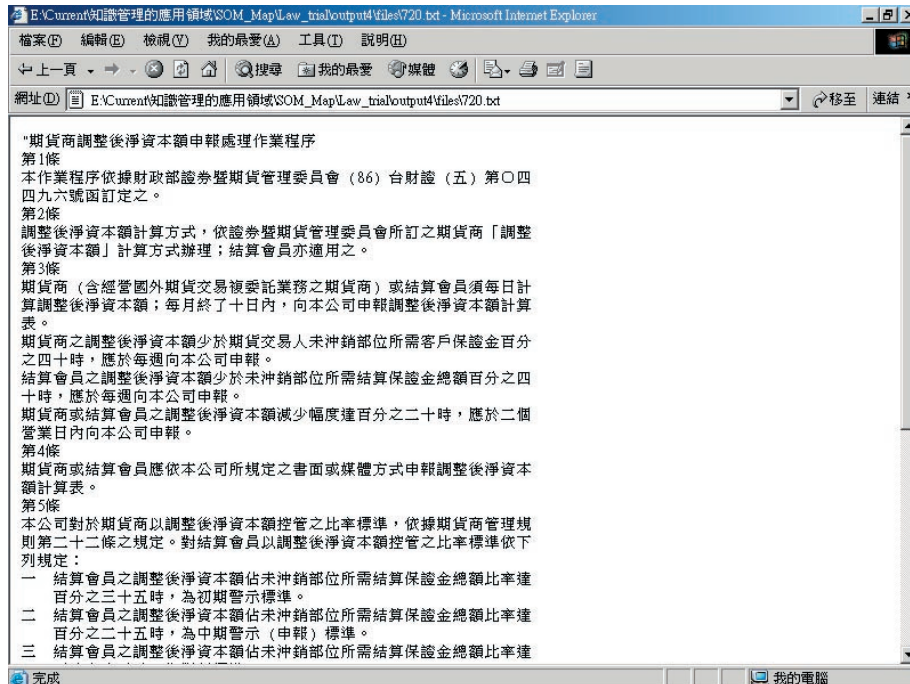 E:\Current\知識管理的應用領域\SOM_Map\Law_trial\output4\files\720.txt - Microsoft Internet Explorer
檔案(F) 編輯(E) 檢視(V) 我的最愛(A) 工具(T) 說明(H)
上一頁 搜尋 我的最愛 媒體
網址(D) E:\Current\知識管理的應用領域\SOM_Map\Law_trial\output4\files\720.txt 移至 連結
"期貨商調整後淨資本額申報處理作業程序
第1條
本作業程序依據財政部證券暨期貨管理委員會 (86) 台財證 (五) 第○四
四九六號函訂定之。
第2條
調整後淨資本額計算方式，依證券暨期貨管理委員會所訂之期貨商「調整
後淨資本額」計算方式辦理；結算會員亦適用之。
第3條
期貨商 (含經營國外期貨交易複委託業務之期貨商) 或結算會員須每日計
算調整後淨資本額；每月終了十日內，向本公司申報調整後淨資本額計算
表。
期貨商之調整後淨資本額少於期貨交易人未沖銷部位所需客戶保證金百分
之四十時，應於每週向本公司申報。
結算會員之調整後淨資本額少於未沖銷部位所需結算保證金總額百分之四
十時，應於每週向本公司申報。
期貨商或結算會員之調整後淨資本額減少幅度達百分之二十時，應於二個
營業日內向本公司申報。
第4條
期貨商或結算會員應依本公司所規定之書面或媒體方式申報調整後淨資本
額計算表。
第5條
本公司對於期貨商以調整後淨資本額控管之比率標準，依據期貨商管理規
則第二十二條之規定。對結算會員以調整後淨資本額控管之比率標準依下
列規定：
一 結算會員之調整後淨資本額佔未沖銷部位所需結算保證金總額比率達
百分之三十五時，為初期警示標準。
二 結算會員之調整後淨資本額佔未沖銷部位所需結算保證金總額比率達
百分之二十五時，為中期警示 (申報) 標準。
三 結算會員之調整後淨資本額佔未沖銷部位所需結算保證金總額比率達
完成 我的電腦